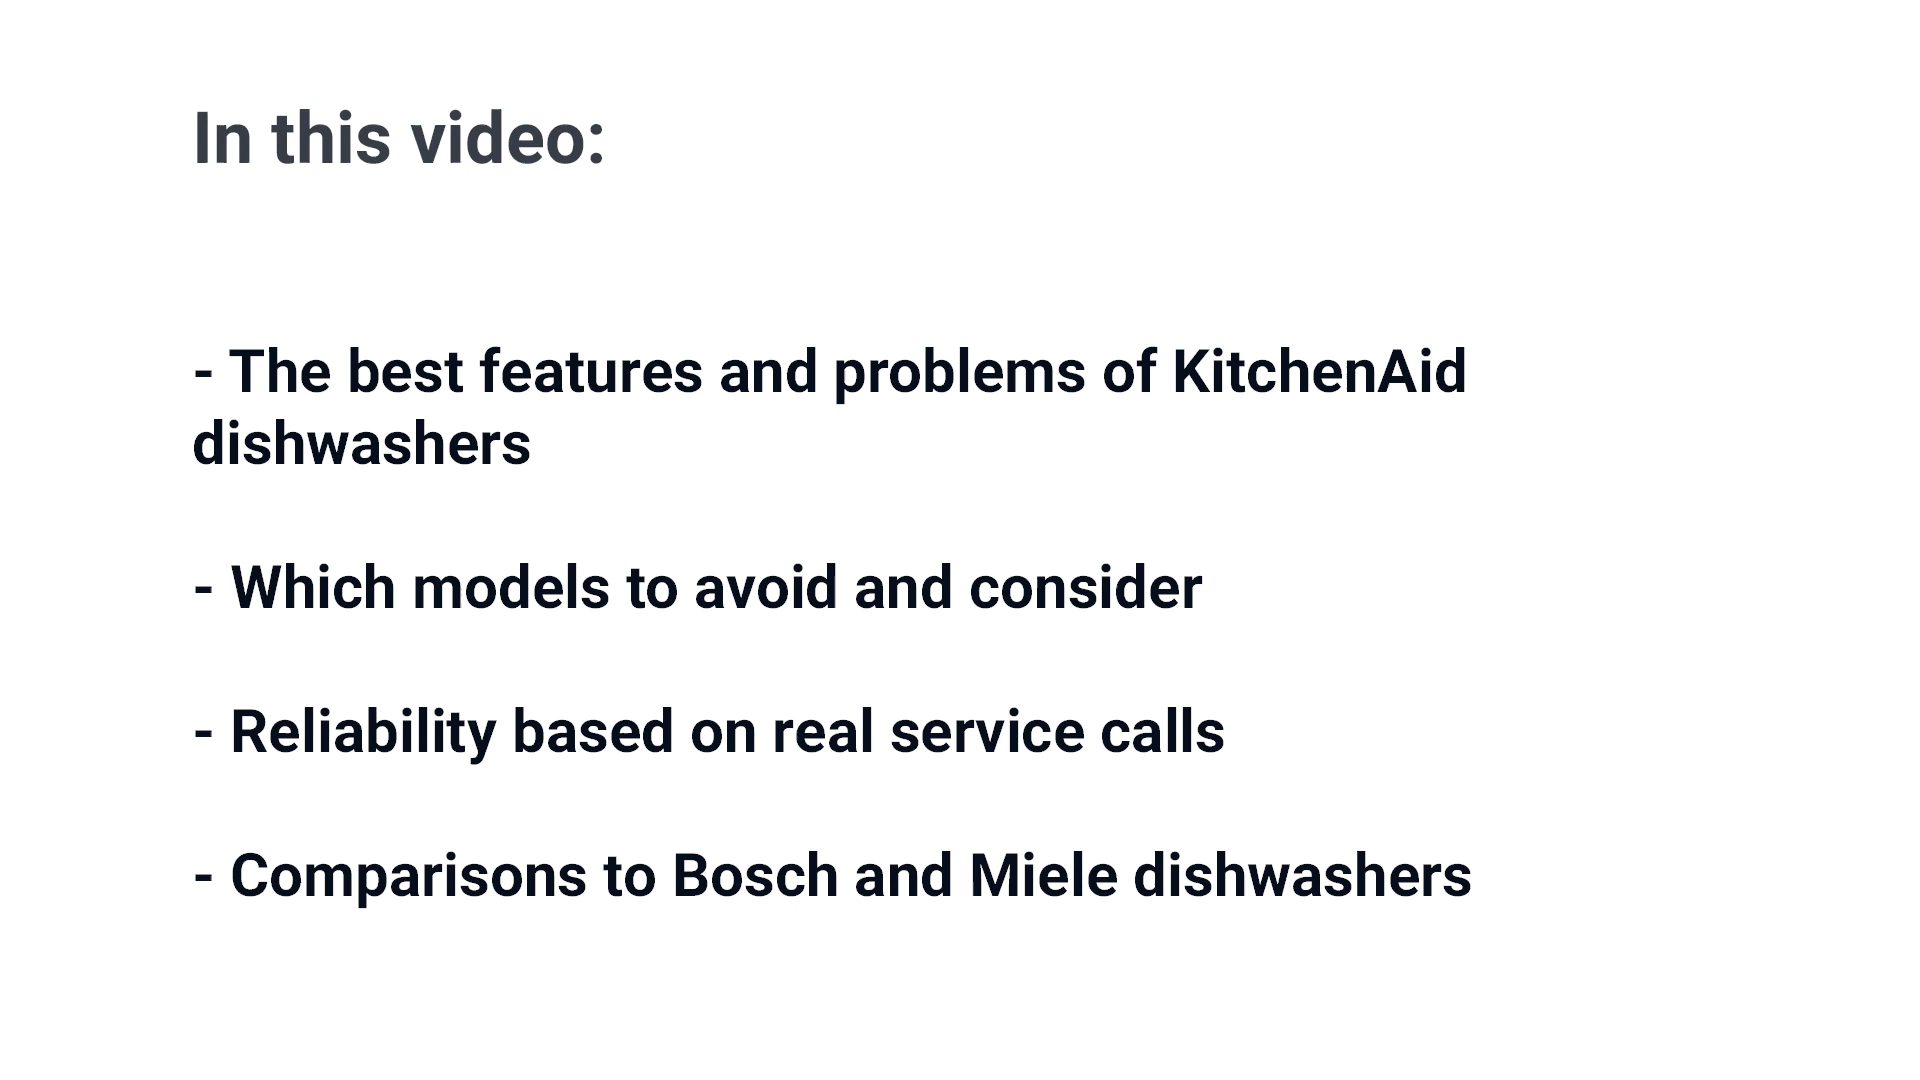 In this video:
- The best features and problems of KitchenAid
dishwashers
- Which models to avoid and consider
- Reliability based on real service calls
- Comparisons to Bosch and Miele dishwashers